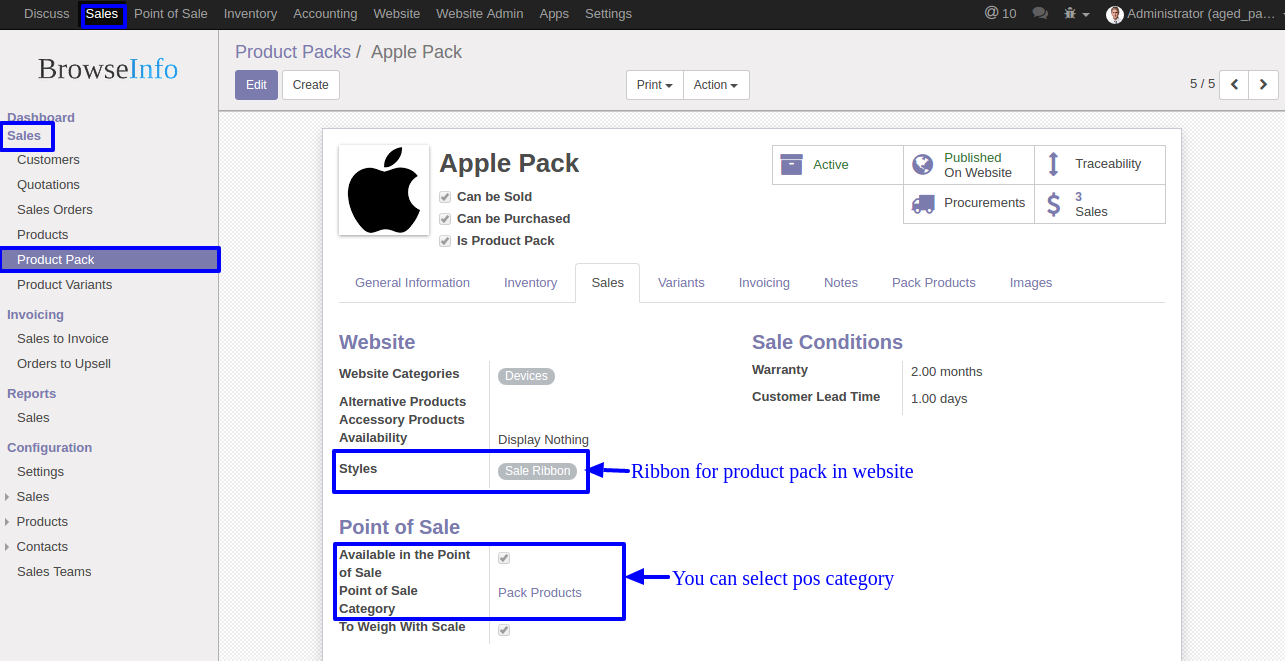 Discuss Sales Point of Sale Inventory Accounting Website Website Admin Apps Settings @ 10 Administrator (aged_pa…
BrowseInfo
Dashboard
Sales
Customers
Quotations
Sales Orders
Products
Product Pack
Product Variants
Invoicing
Sales to Invoice
Orders to Upsell
Reports
Sales
Configuration
Settings
Sales
Products
Contacts
Sales Teams
Product Packs / Apple Pack
Edit Create Print Action 5 / 5
Apple Pack
Can be Sold
Can be Purchased
Is Product Pack
Active
Published
On Website
Traceability
Procurements
3
Sales
General Information Inventory Sales Variants Invoicing Notes Pack Products Images
Website
Website Categories Devices
Alternative Products
Accessory Products
Availability Display Nothing
Styles Sale Ribbon
Ribbon for product pack in website
Sale Conditions
Warranty 2.00 months
Customer Lead Time 1.00 days
Point of Sale
Available in the Point
of Sale
Point of Sale
Category Pack Products
You can select pos category
To Weigh With Scale